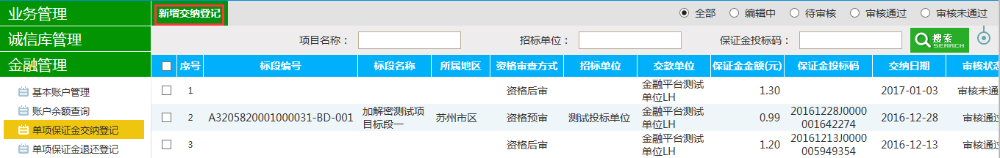 业务管理
诚信库管理
金融管理
基本账户管理
账户余额查询
单项保证金交纳登记
单项保证金退还登记
新增交纳登记
全部 编辑中 待审核 审核通过 审核未通过
项目名称： 招标单位： 保证金投标码： 搜索 SEARCH
序号 标段编号 标段名称 所属地区 资格审查方式 招标单位 交款单位 保证金金额(元) 保证金投标码 交纳日期 审核状态
1 资格后审 金融平台测试 1.30 2017-01-03 审核未通
单位LH
2 A3205820001000031-BD-001 加解密测试项 苏州市区 资格预审 测试投标单位 金融平台测试 0.99 20161228J0000 2016-12-28 审核通过
目标段一 单位LH 001642274
3 资格后审 金融平台测试 1.20 20161213J0000 2016-12-13 审核通过
单位LH 005949354